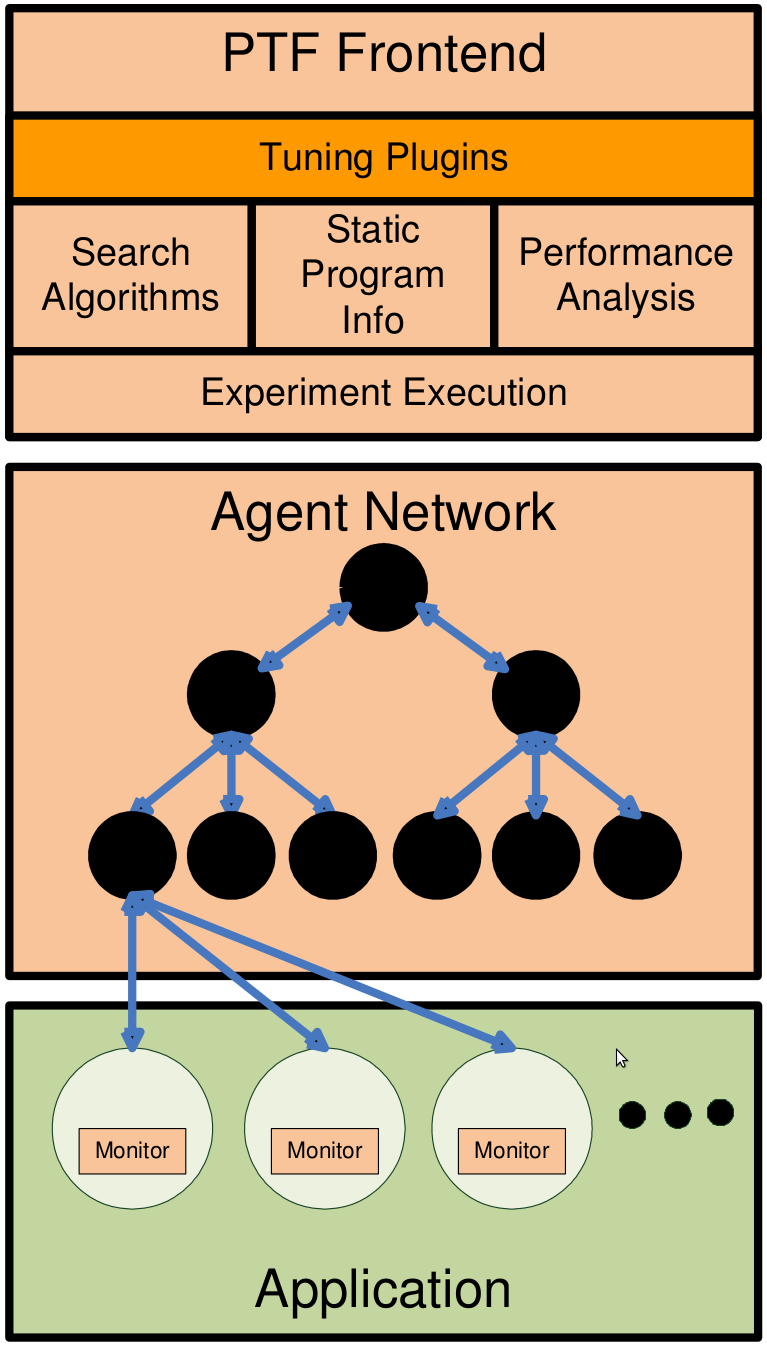 PTF Frontend
Tuning Plugins
Search
Algorithms
Static
Program
Info
Performance
Analysis
Experiment Execution
Agent Network
Monitor
Monitor
Monitor
Application